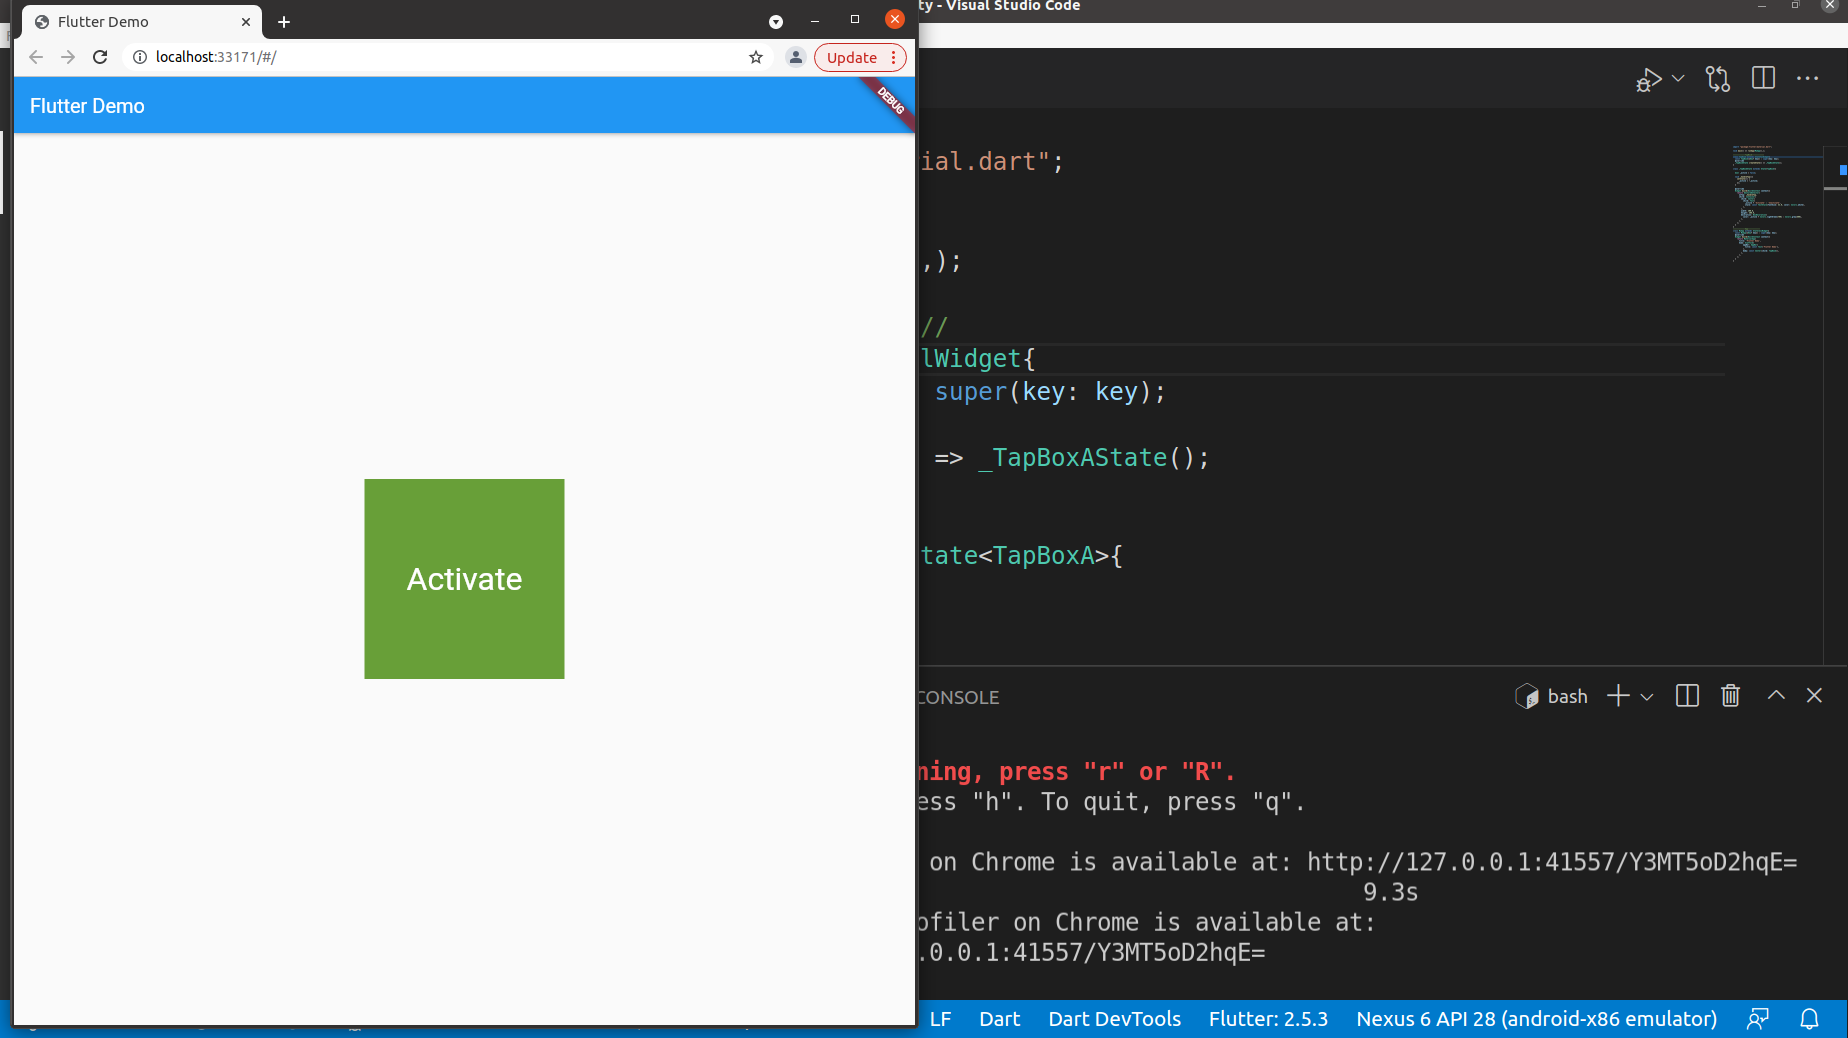 Flutter Demo
ty - Visual Studio Code
localhost:33171/#/
Update
Flutter Demo
DEBUG
ial.dart";
,);
//
lWidget{
super(key: key);
=> _TapBoxAState();
tate<TapBoxA>{
Activate
CONSOLE
bash
ning, press "r" or "R".
ess "h". To quit, press "q".
on Chrome is available at: http://127.0.0.1:41557/Y3MT5oD2hqE=
9.3s
ofiler on Chrome is available at:
.0.0.1:41557/Y3MT5oD2hqE=
LF Dart Dart DevTools Flutter: 2.5.3 Nexus 6 API 28 (android-x86 emulator)